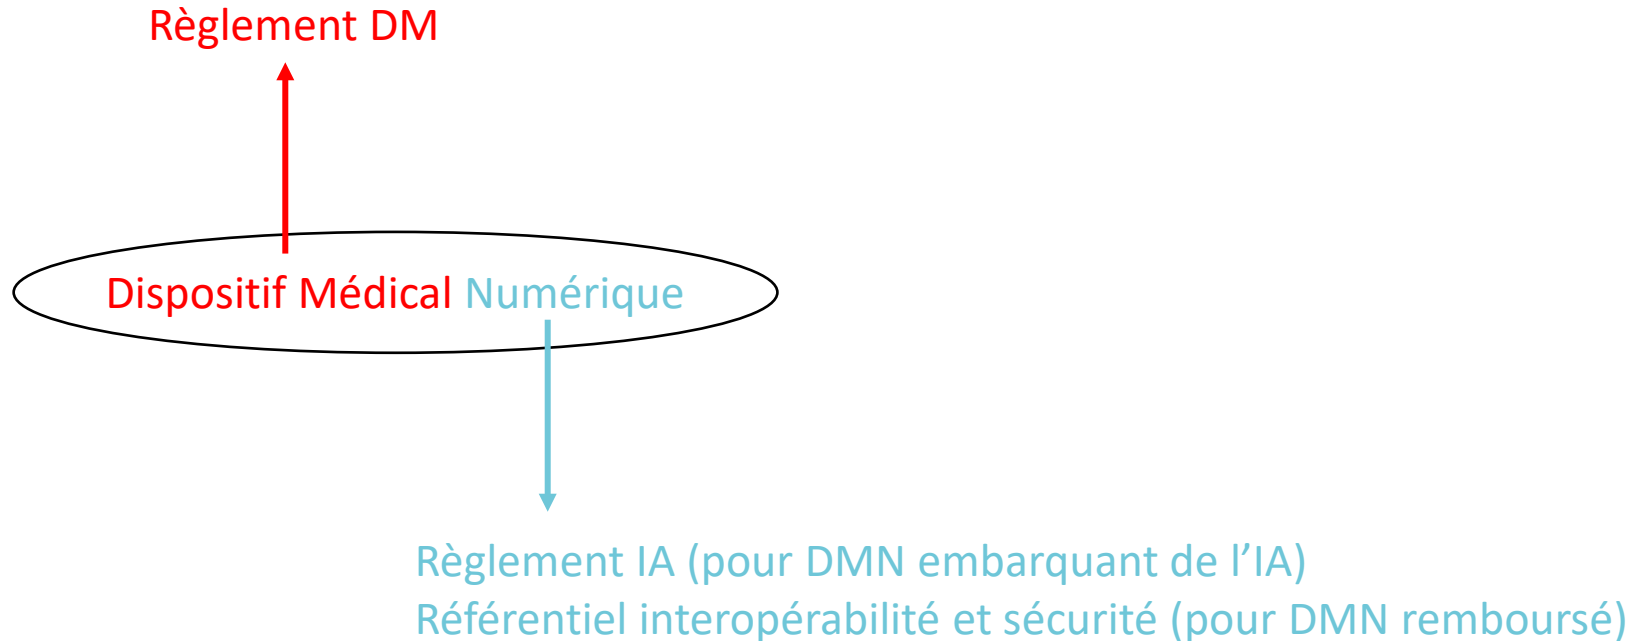 Règlement DM
Dispositif Médical Numérique
Règlement IA (pour DMN embarquant de l’IA)
Référentiel interopérabilité et sécurité (pour DMN remboursé)